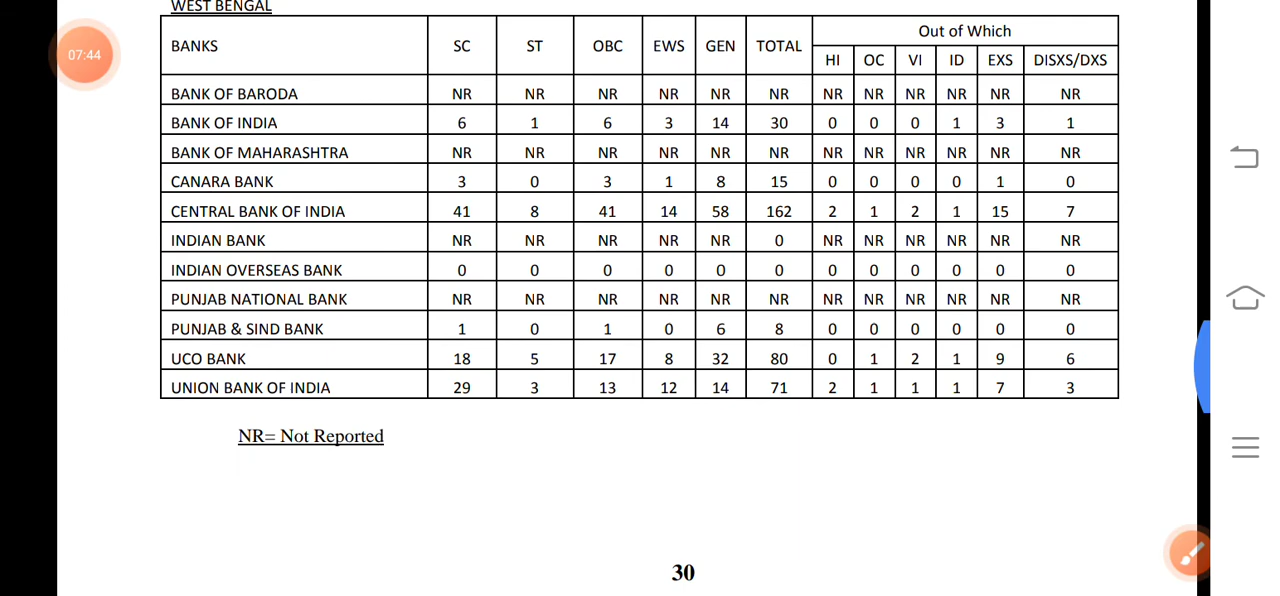 WEST BENGAL
BANKS SC ST OBC EWS GEN TOTAL Out of Which
HI OC VI ID EXS DISXS/DXS
BANK OF BARODA NR NR NR NR NR NR NR NR NR NR NR NR
BANK OF INDIA 6 1 6 3 14 30 0 0 0 1 3 1
BANK OF MAHARASHTRA NR NR NR NR NR NR NR NR NR NR NR NR
CANARA BANK 3 0 3 1 8 15 0 0 0 0 1 0
CENTRAL BANK OF INDIA 41 8 41 14 58 162 2 1 2 1 15 7
INDIAN BANK NR NR NR NR NR 0 NR NR NR NR NR NR
INDIAN OVERSEAS BANK 0 0 0 0 0 0 0 0 0 0 0 0
PUNJAB NATIONAL BANK NR NR NR NR NR NR NR NR NR NR NR NR
PUNJAB & SIND BANK 1 0 1 0 6 8 0 0 0 0 0 0
UCO BANK 18 5 17 8 32 80 0 1 2 1 9 6
UNION BANK OF INDIA 29 3 13 12 14 71 2 1 1 1 7 3
NR= Not Reported
30
07:44